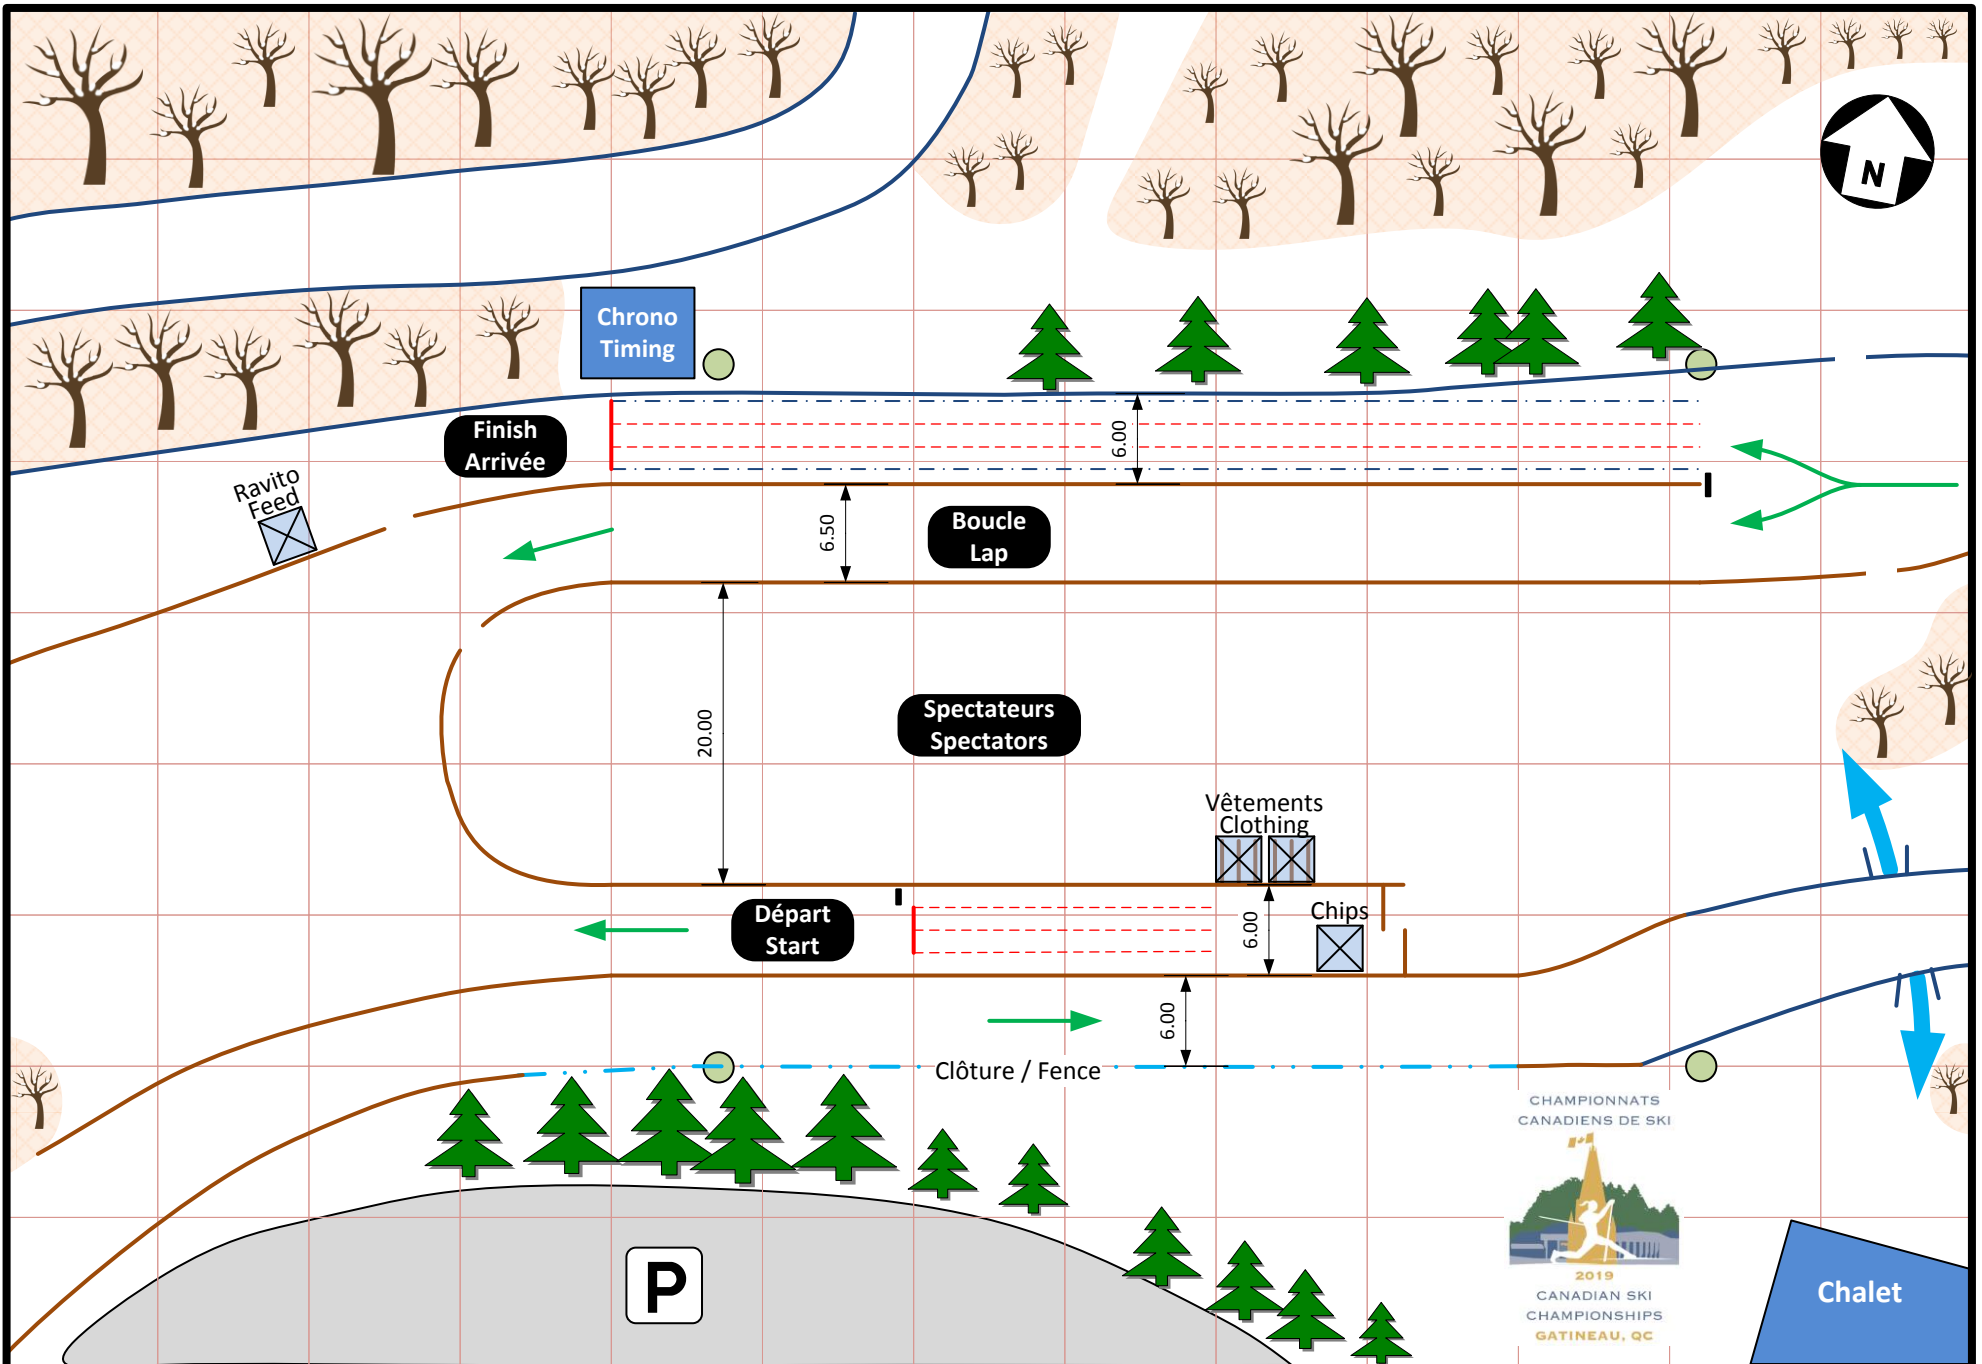 N
Chrono
Timing
Finish
Arrivée
6.00
Ravito
Feed
6.50
Boucle
Lap
20.00
Spectateurs
Spectators
Vêtements
Clothing
Départ
Start
6.00
Chips
6.00
Clôture / Fence
CHAMPIONNATS
CANADIENS DE SKI
2019
CANADIAN SKI
CHAMPIONSHIPS
GATINEAU, QC
P
Chalet